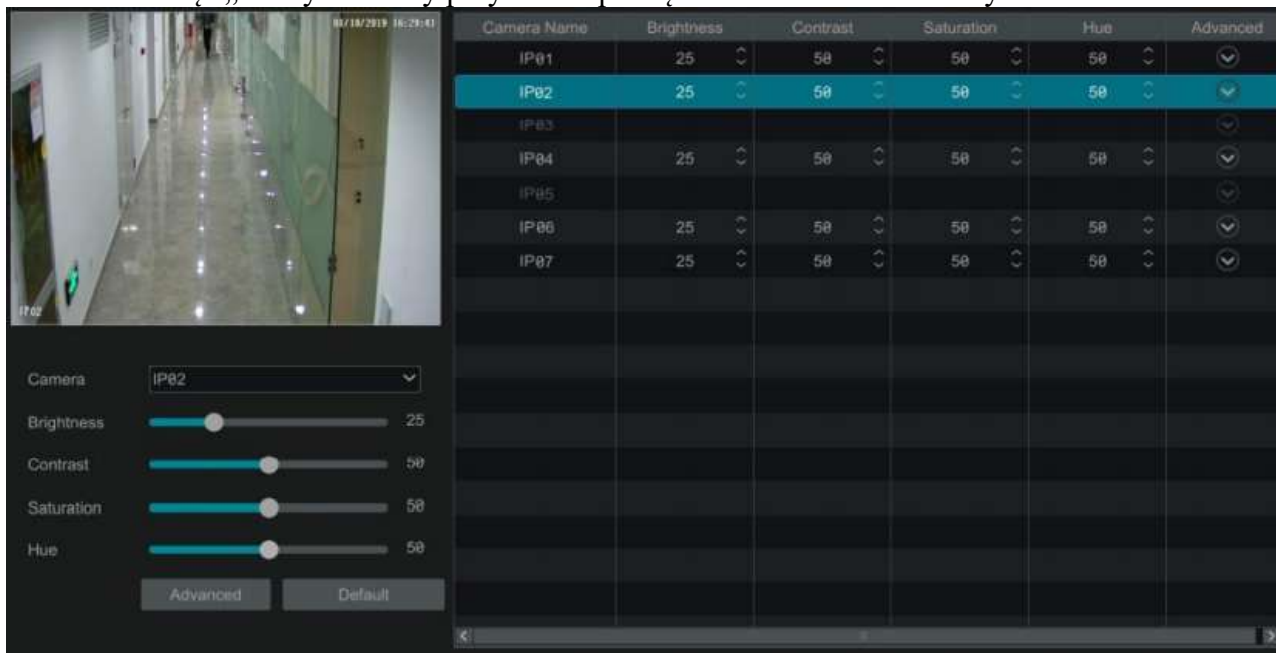 01/18/2019 16:29:41
IP02
Camera IP02
Brightness 25
Contrast 50
Saturation 50
Hue 50
Advanced Default
Camera Name Brightness Contrast Saturation Hue Advanced
IP01 25 50 50 50
IP02 25 50 50 50
IP03
IP04 25 50 50 50
IP05
IP06 25 50 50 50
IP07 25 50 50 50